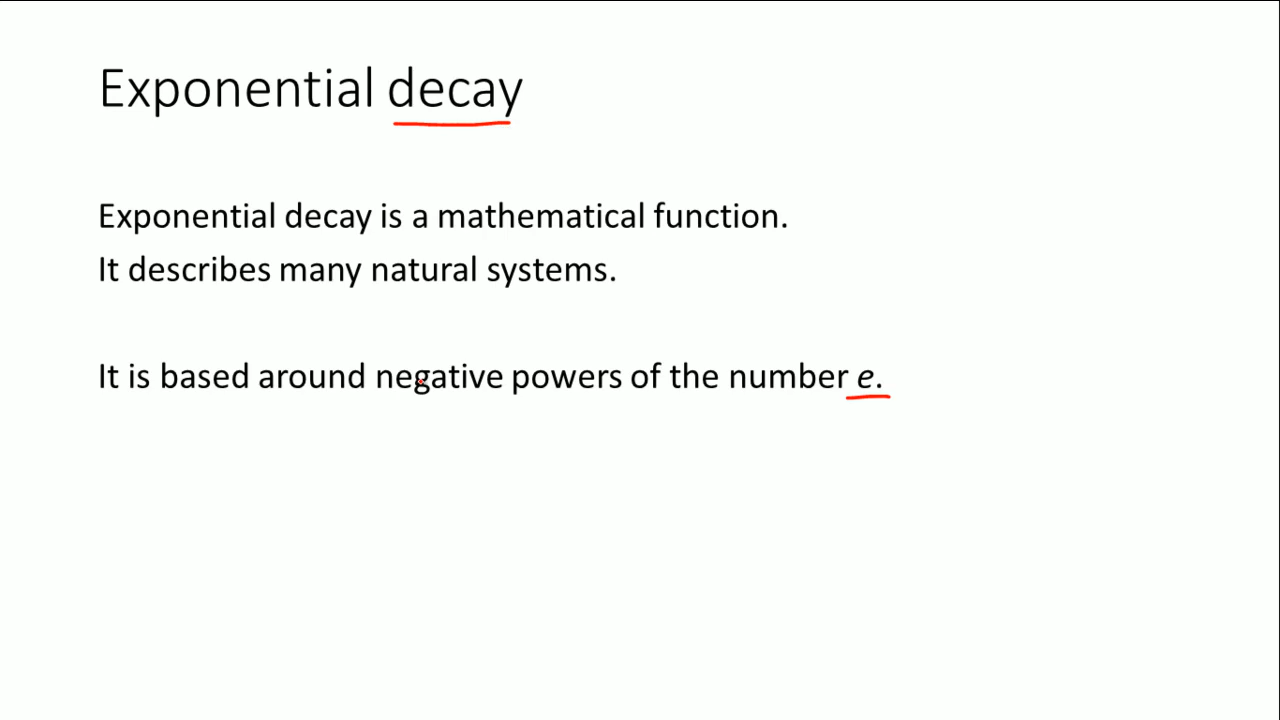 Exponential decay
Exponential decay is a mathematical function.
It describes many natural systems.
It is based around negative powers of the number e.